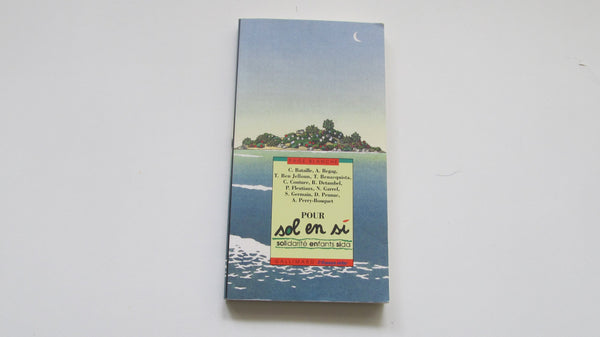 PAGE BLANCHE
C. Bataille, A. Begag,
T. Ben Jelloun, T. Benacquista,
C. Couture, R. Detambel,
P. Fleutiaux, N. Garrel,
S. Germain, D. Pennac,
A. Perry-Bouquet
POUR
sol en si
solidarité enfants sida
GALLIMARD